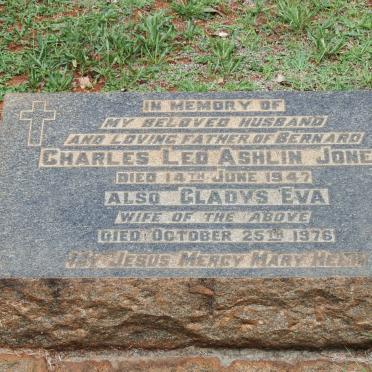 IN MEMORY OF
MY BELOVED HUSBAND
AND LOVING FATHER OF BERNARD
CHARLES LEO ASHLIN JONE
DIED 14TH JUNE 1947
ALSO GLADYS EVA
WIFE OF THE ABOVE
DIED OCTOBER 25TH 1976
MY JESUS MERCY MARY HELP